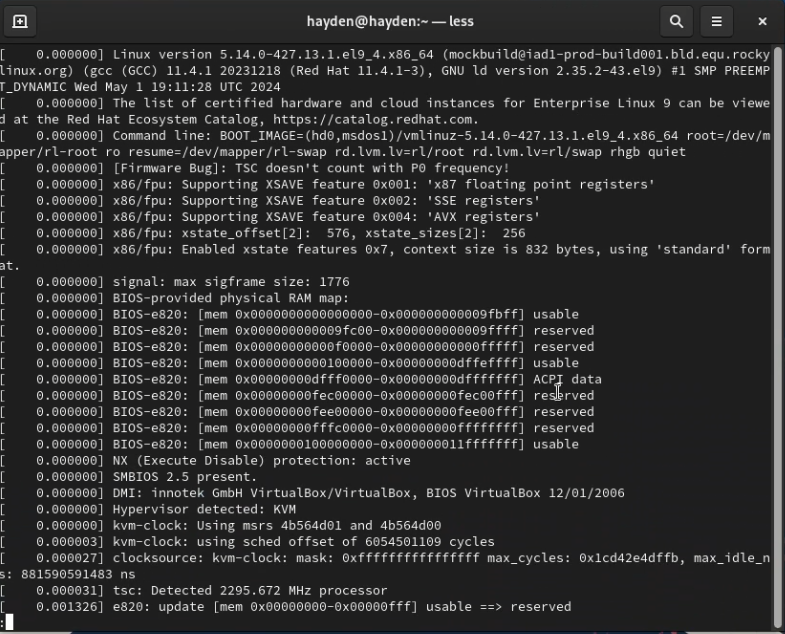 hayden@hayden:~ — less
[    0.000000] Linux version 5.14.0-427.13.1.el9_4.x86_64 (mockbuild@iad1-prod-build001.bld.equ.rocky
linux.org) (gcc (GCC) 11.4.1 20231218 (Red Hat 11.4.1-3), GNU ld version 2.35.2-43.el9) #1 SMP PREEMP
T_DYNAMIC Wed May 1 19:11:28 UTC 2024
[    0.000000] The list of certified hardware and cloud instances for Enterprise Linux 9 can be viewe
d at the Red Hat Ecosystem Catalog, https://catalog.redhat.com.
[    0.000000] Command line: BOOT_IMAGE=(hd0,msdos1)/vmlinuz-5.14.0-427.13.1.el9_4.x86_64 root=/dev/m
apper/rl-root ro resume=/dev/mapper/rl-swap rd.lvm.lv=rl/root rd.lvm.lv=rl/swap rhgb quiet
[    0.000000] [Firmware Bug]: TSC doesn't count with P0 frequency!
[    0.000000] x86/fpu: Supporting XSAVE feature 0x001: 'x87 floating point registers'
[    0.000000] x86/fpu: Supporting XSAVE feature 0x002: 'SSE registers'
[    0.000000] x86/fpu: Supporting XSAVE feature 0x004: 'AVX registers'
[    0.000000] x86/fpu: xstate_offset[2]:  576, xstate_sizes[2]:  256
[    0.000000] x86/fpu: Enabled xstate features 0x7, context size is 832 bytes, using 'standard' form
at.
[    0.000000] signal: max sigframe size: 1776
[    0.000000] BIOS-provided physical RAM map:
[    0.000000] BIOS-e820: [mem 0x0000000000000000-0x000000000009fbff] usable
[    0.000000] BIOS-e820: [mem 0x000000000009fc00-0x000000000009ffff] reserved
[    0.000000] BIOS-e820: [mem 0x00000000000f0000-0x00000000000fffff] reserved
[    0.000000] BIOS-e820: [mem 0x0000000000100000-0x00000000dffeffff] usable
[    0.000000] BIOS-e820: [mem 0x00000000dfff0000-0x00000000dfffffff] ACPI data
[    0.000000] BIOS-e820: [mem 0x00000000fec00000-0x00000000fec00fff] reserved
[    0.000000] BIOS-e820: [mem 0x00000000fee00000-0x00000000fee00fff] reserved
[    0.000000] BIOS-e820: [mem 0x00000000fffc0000-0x00000000ffffffff] reserved
[    0.000000] BIOS-e820: [mem 0x0000000100000000-0x000000011fffffff] usable
[    0.000000] NX (Execute Disable) protection: active
[    0.000000] SMBIOS 2.5 present.
[    0.000000] DMI: innotek GmbH VirtualBox/VirtualBox, BIOS VirtualBox 12/01/2006
[    0.000000] Hypervisor detected: KVM
[    0.000000] kvm-clock: Using msrs 4b564d01 and 4b564d00
[    0.000003] kvm-clock: using sched offset of 6054501109 cycles
[    0.000027] clocksource: kvm-clock: mask: 0xffffffffffffffff max_cycles: 0x1cd42e4dffb, max_idle_n
s: 881590591483 ns
[    0.000031] tsc: Detected 2295.672 MHz processor
[    0.001326] e820: update [mem 0x00000000-0x00000fff] usable ==> reserved
: